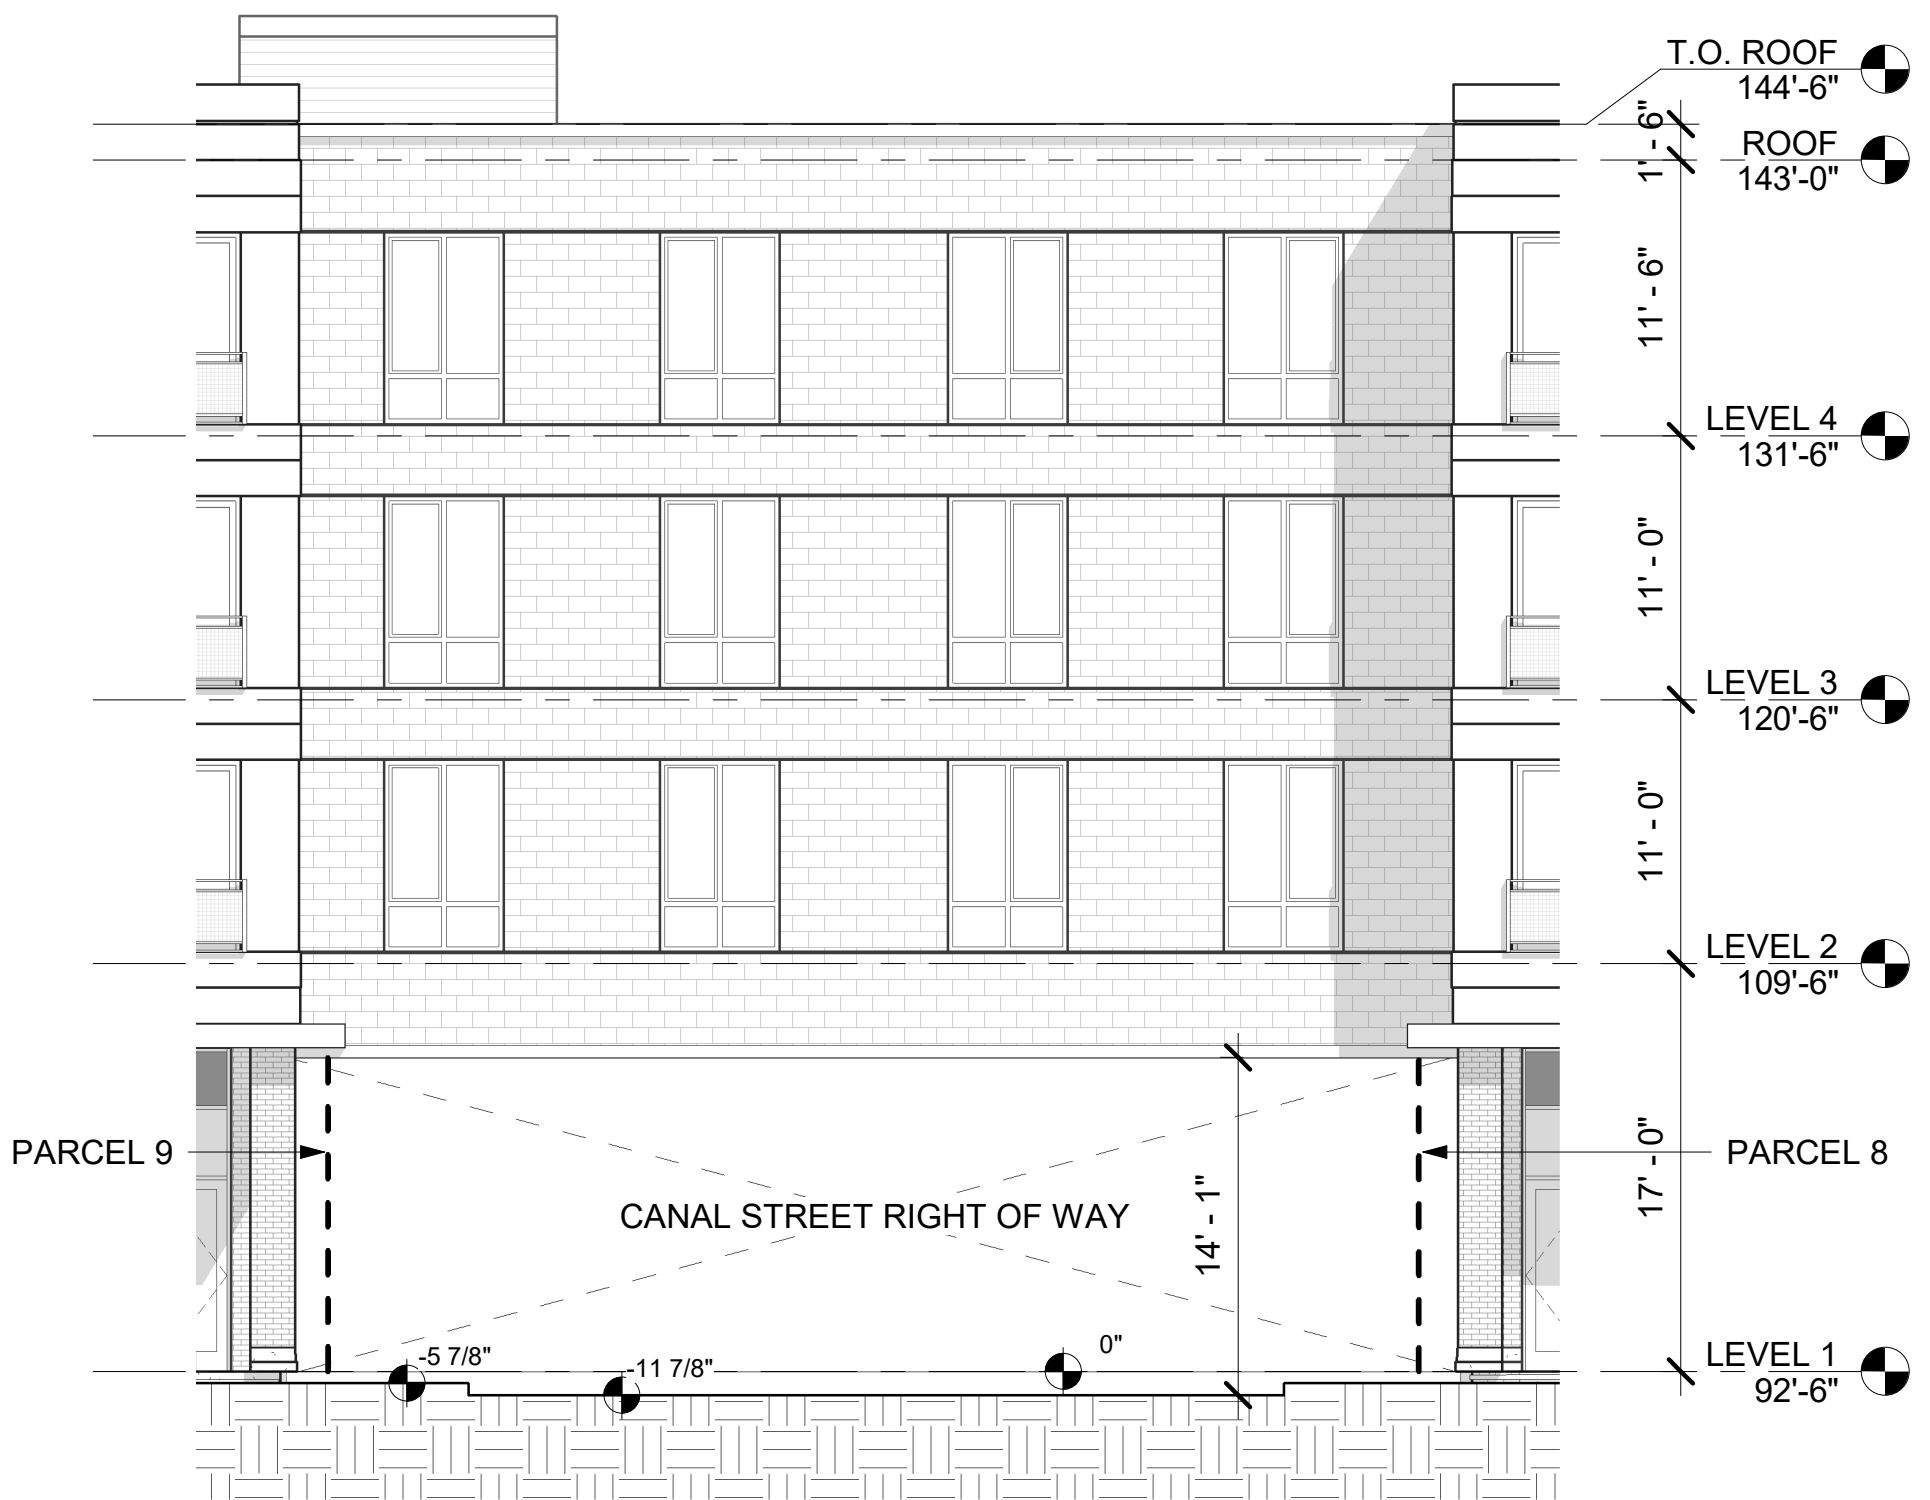 T.O. ROOF
144'-6"
1' - 6"
ROOF
143'-0"
11' - 6"
LEVEL 4
131'-6"
11' - 0"
LEVEL 3
120'-6"
11' - 0"
LEVEL 2
109'-6"
PARCEL 9
PARCEL 8
17' - 0"
CANAL STREET RIGHT OF WAY
14' - 1"
-5 7/8"
-11 7/8"
0"
LEVEL 1
92'-6"